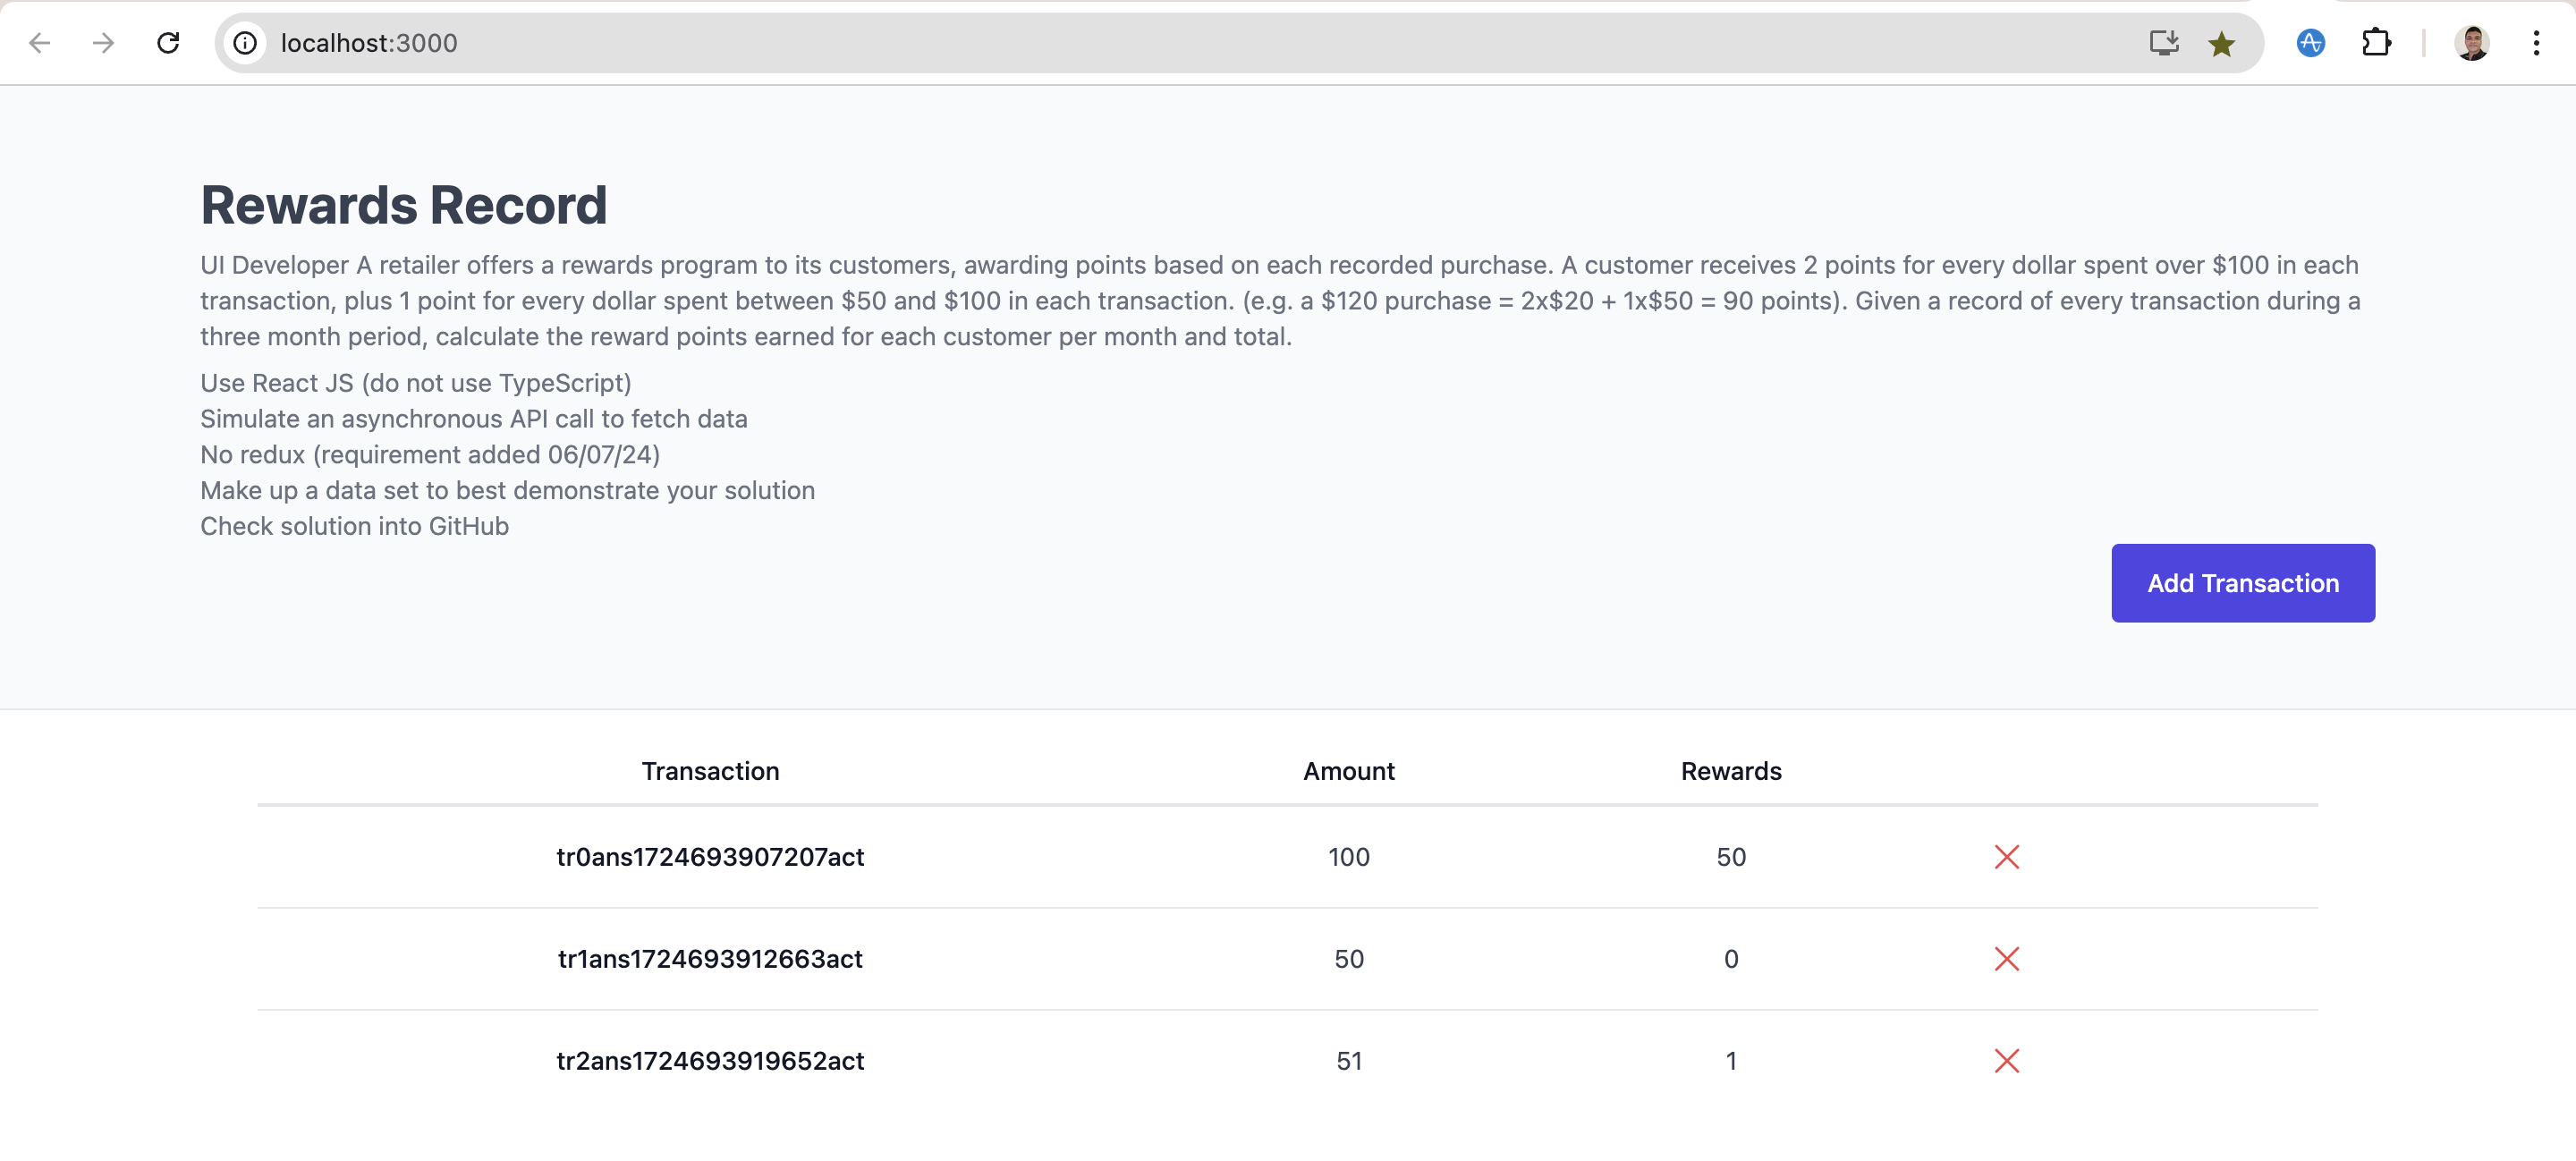 localhost:3000
Rewards Record
UI Developer A retailer offers a rewards program to its customers, awarding points based on each recorded purchase. A customer receives 2 points for every dollar spent over $100 in each
transaction, plus 1 point for every dollar spent between $50 and $100 in each transaction. (e.g. a $120 purchase = 2x$20 + 1x$50 = 90 points). Given a record of every transaction during a
three month period, calculate the reward points earned for each customer per month and total.
Use React JS (do not use TypeScript)
Simulate an asynchronous API call to fetch data
No redux (requirement added 06/07/24)
Make up a data set to best demonstrate your solution
Check solution into GitHub
Add Transaction
Transaction Amount Rewards
tr0ans1724693907207act 100 50
tr1ans1724693912663act 50 0
tr2ans1724693919652act 51 1